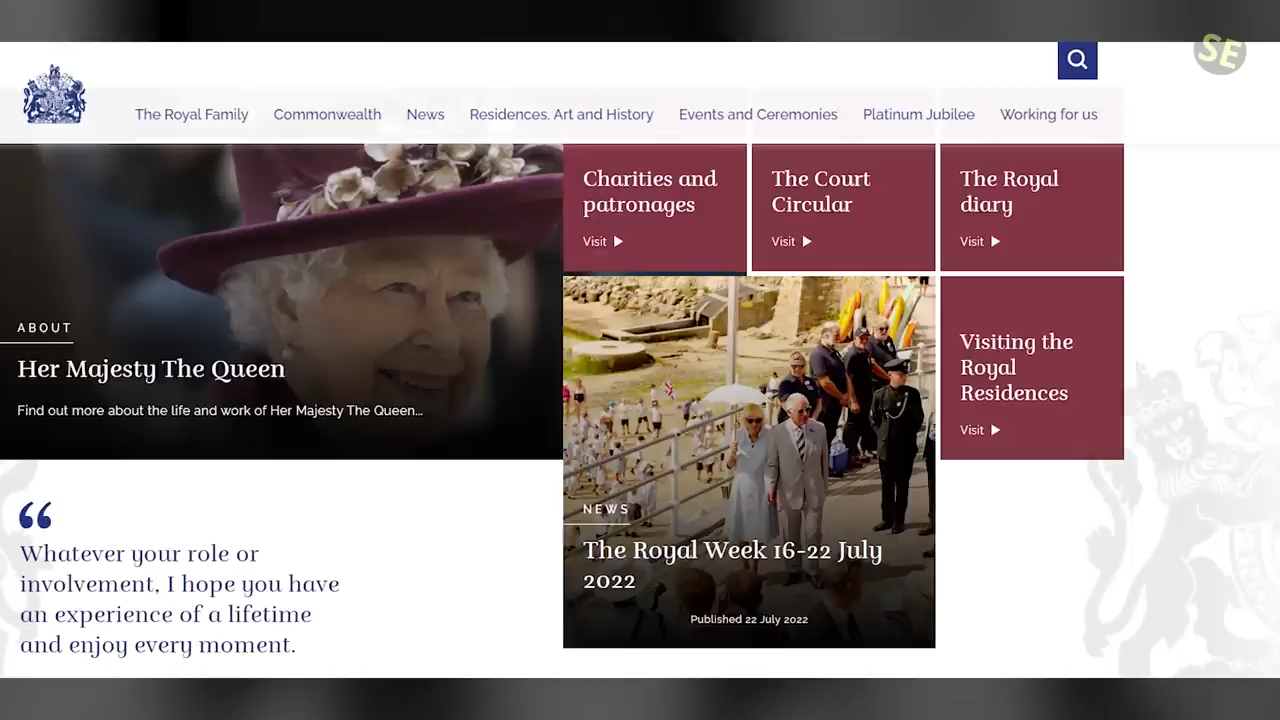 SE
The Royal Family
Commonwealth
News
Residences, Art and History
Events and Ceremonies
Platinum Jubilee
Working for us
ABOUT
Her Majesty The Queen
Find out more about the life and work of Her Majesty The Queen...
Charities and
patronages
Visit
The Court
Circular
Visit
The Royal
diary
Visit
NEWS
The Royal Week 16-22 July
2022
Published 22 July 2022
Visiting the
Royal
Residences
Visit
“
Whatever your role or
involvement, I hope you have
an experience of a lifetime
and enjoy every moment.